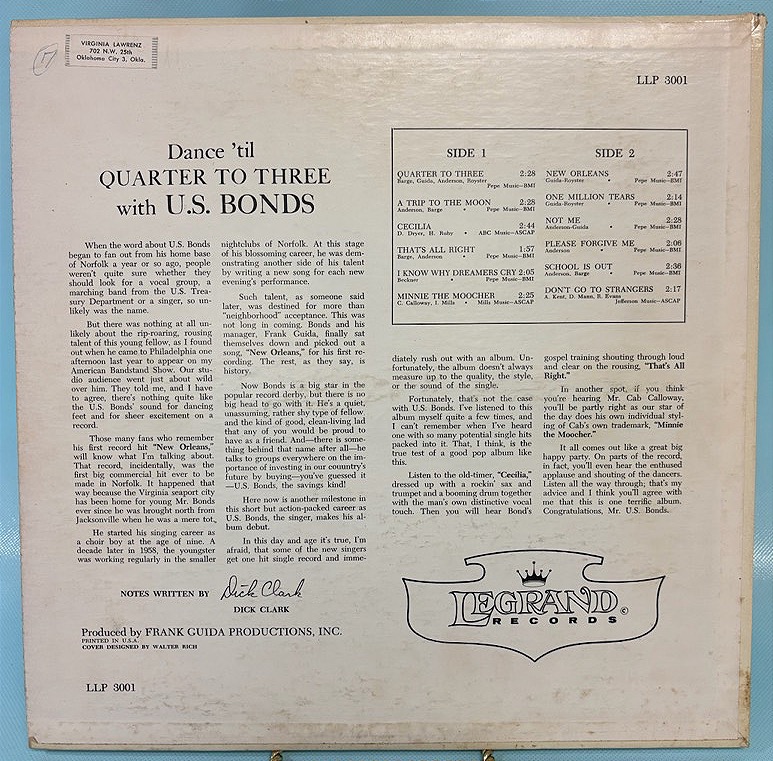 17
VIRGINIA LAWRENZ
702 N.W. 25th
Oklahoma City 3, Okla.
LLP 3001
Dance 'til
QUARTER TO THREE
with U.S. BONDS
SIDE 1
QUARTER TO THREE 2:28
Barge, Guida, Anderson, Royster
Pepe Music—BMI
A TRIP TO THE MOON 2:28
Anderson, Barge • Pepe Music—BMI
CECILIA 2:44
D. Dryer, H. Ruby • ABC Music—ASCAP
THAT'S ALL RIGHT 1:57
Barge, Anderson • Pepe Music—BMI
I KNOW WHY DREAMERS CRY 2:05
Beckner • Pepe Music—BMI
MINNIE THE MOOCHER 2:25
C. Calloway, I. Mills • Mills Music—ASCAP
SIDE 2
NEW ORLEANS 2:47
Guida-Royster • Pepe Music—BMI
ONE MILLION TEARS 2:14
Guida-Royster • Pepe Music—BMI
NOT ME 2:28
Anderson-Guida • Pepe Music—BMI
PLEASE FORGIVE ME 2:06
Anderson • Pepe Music—BMI
SCHOOL IS OUT 2:36
Anderson, Barge • Pepe Music—BMI
DON'T GO TO STRANGERS 2:17
A. Kent, D. Mann, R. Evans
Jefferson Music—ASCAP
When the word about U.S. Bonds
began to fan out from his home base
of Norfolk a year or so ago, people
weren't quite sure whether they
should look for a vocal group, a
marching band from the U.S. Trea-
sury Department or a singer, so un-
likely was the name.
But there was nothing at all un-
likely about the rip-roaring, rousing
talent of this young fellow, as I found
out when he came to Philadelphia one
afternoon last year to appear on my
American Bandstand Show. Our stu-
dio audience went just about wild
over him. They told me, and I have
to agree, there's nothing quite like
the U.S. Bonds' sound for dancing
feet and for sheer excitement on a
record.
Those many fans who remember
his first record hit "New Orleans,"
will know what I'm talking about.
That record, incidentally, was the
first big commercial hit ever to be
made in Norfolk. It happened that
way because the Virginia seaport city
has been home for young Mr. Bonds
ever since he was brought north from
Jacksonville when he was a mere tot.
He started his singing career as
a choir boy at the age of nine. A
decade later in 1958, the youngster
was working regularly in the smaller
nightclubs of Norfolk. At this stage
of his blossoming career, he was dem-
onstrating another side of his talent
by writing a new song for each new
evening's performance.
Such talent, as someone said
later, was destined for more than
"neighborhood" acceptance. This was
not long in coming. Bonds and his
manager, Frank Guida, finally sat
themselves down and picked out a
song, "New Orleans," for his first re-
cording. The rest, as they say, is
history.
Now Bonds is a big star in the
popular record derby, but there is no
big head to go with it. He's a quiet,
unassuming, rather shy type of fellow
and the kind of good, clean-living lad
that any of you would be proud to
have as a friend. And—there is some-
thing behind that name after all—he
talks to groups everywhere on the im-
portance of investing in our country's
future by buying—you've guessed it
—U.S. Bonds, the savings kind!
Here now is another milestone in
this short but action-packed career as
U.S. Bonds, the singer, makes his al-
bum debut.
In this day and age it's true, I'm
afraid, that some of the new singers
get one hit single record and imme-
diately rush out with an album. Un-
fortunately, the album doesn't always
measure up to the quality, the style,
or the sound of the single.
Fortunately, that's not the case
with U.S. Bonds. I've listened to this
album myself quite a few times, and
I can't remember when I've heard
one with so many potential single hits
packed into it. That, I think, is the
true test of a good pop album like
this.
Listen to the old-timer, "Cecilia,"
dressed up with a rockin' sax and
trumpet and a booming drum together
with the man's own distinctive vocal
touch. Then you will hear Bond's
gospel training shouting through loud
and clear on the rousing, "That's All
Right."
In another spot, if you think
you're hearing Mr. Cab Calloway,
you'll be partly right as our star of
the day does his own individual styl-
ing of Cab's own trademark, "Minnie
the Moocher."
It all comes out like a great big
happy party. On parts of the record,
in fact, you'll even hear the enthused
applause and shouting of the dancers.
Listen all the way through; that's my
advice and I think you'll agree with
me that this is one terrific album.
Congratulations, Mr. U.S. Bonds.
NOTES WRITTEN BY Dick Clark
DICK CLARK
Produced by FRANK GUIDA PRODUCTIONS, INC.
PRINTED IN U.S.A.
COVER DESIGNED BY WALTER RICH
LEGRAND ©
RECORDS
LLP 3001